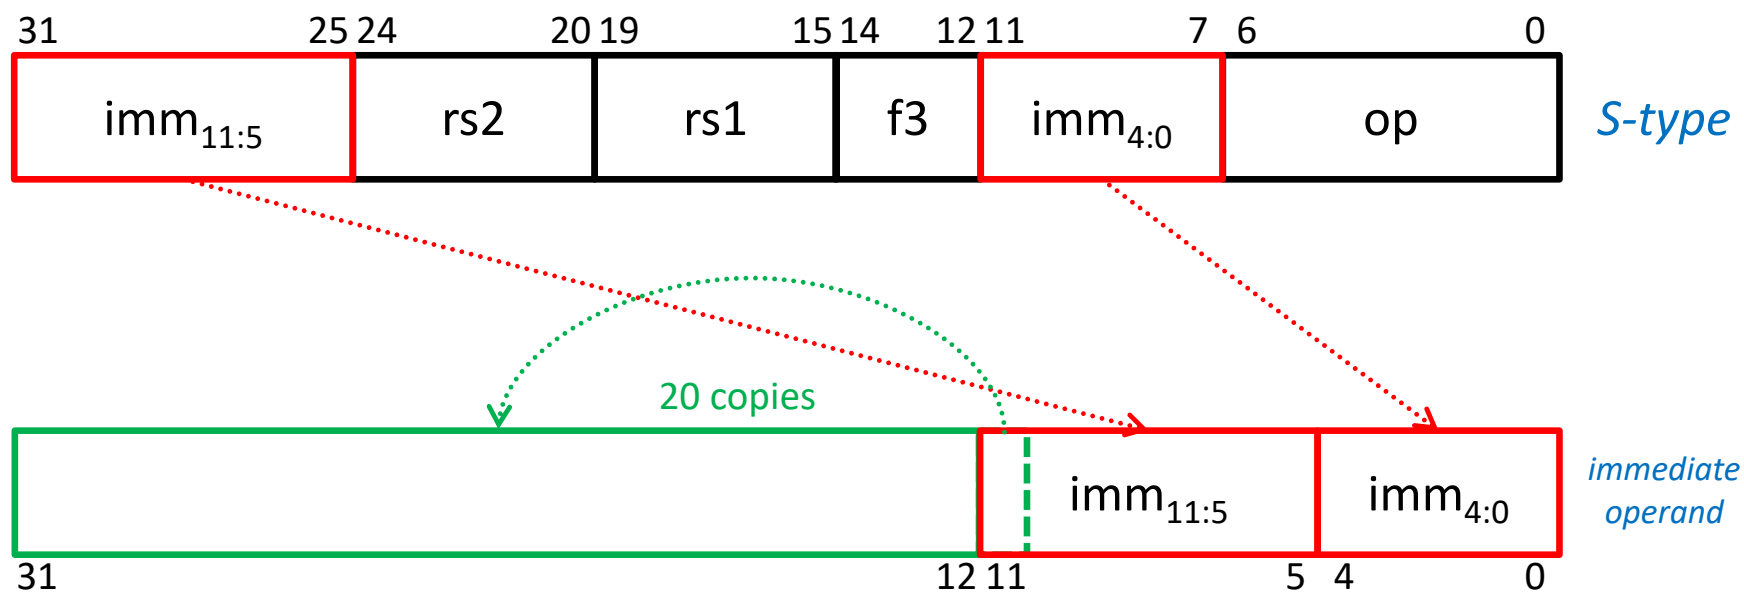 31 25 24 20 19 15 14 12 11 7 6 0
imm11:5 rs2 rs1 f3 imm4:0 op S-type
20 copies
imm11:5 imm4:0 immediate
operand
31 12 11 5 4 0